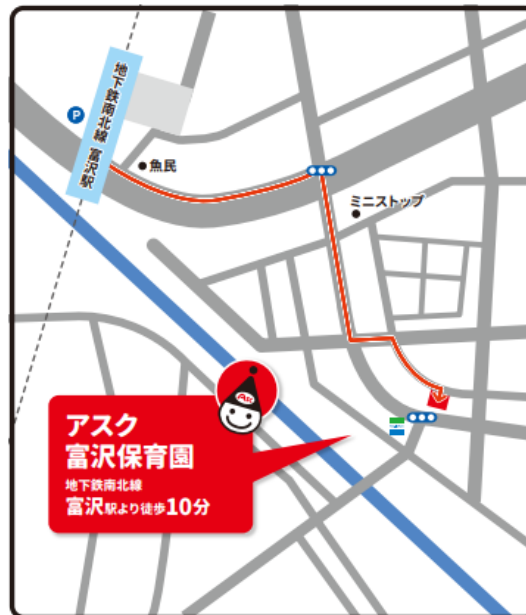 地下鉄南北線 富沢駅
P
魚民
ミニストップ
アスク
富沢保育園
地下鉄南北線
富沢駅より徒歩10分